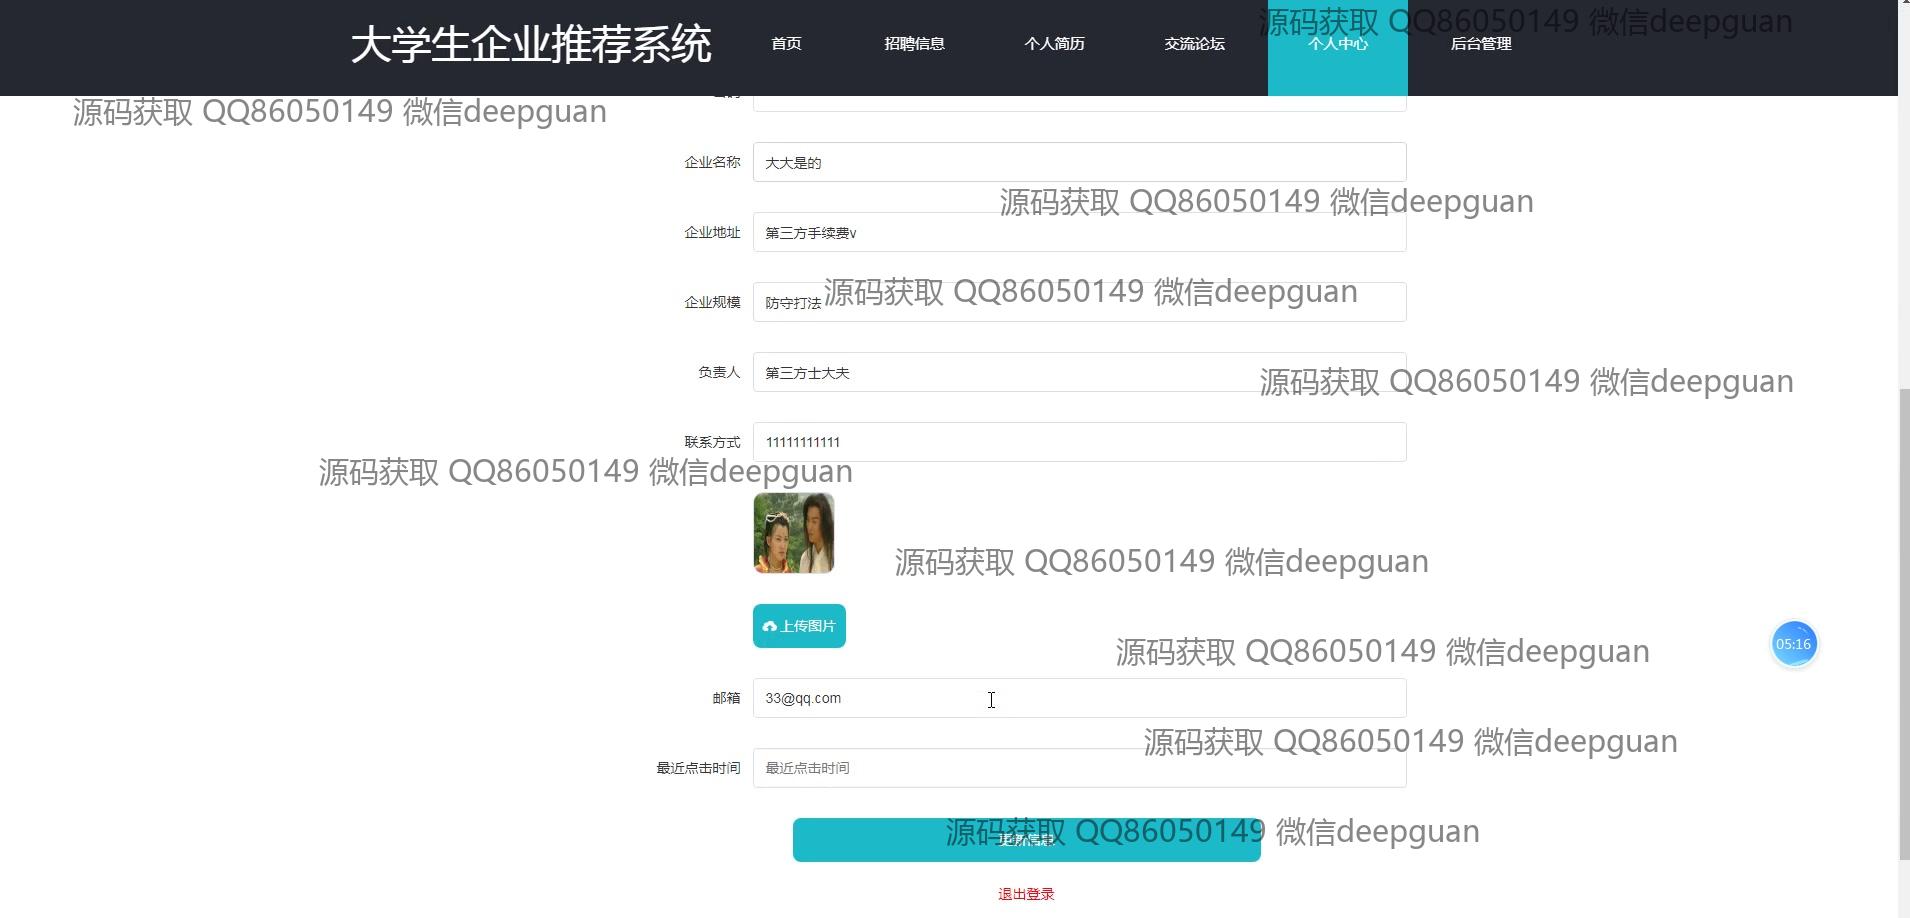 大学生企业推荐系统 首页 招聘信息 个人简历 交流论坛 个人中心 后台管理
源码获取 QQ86050149 微信deepguan
源码获取 QQ86050149 微信deepguan
企业名称 大大是的
源码获取 QQ86050149 微信deepguan
企业地址 第三方手续费v
源码获取 QQ86050149 微信deepguan
企业规模 防守打法
负责人 第三方士大夫
源码获取 QQ86050149 微信deepguan
联系方式 11111111111
源码获取 QQ86050149 微信deepguan
源码获取 QQ86050149 微信deepguan
上传图片
05:16
源码获取 QQ86050149 微信deepguan
邮箱 33@qq.com
源码获取 QQ86050149 微信deepguan
最近点击时间 最近点击时间
源码获取 QQ86050149 微信deepguan
更新信息
退出登录